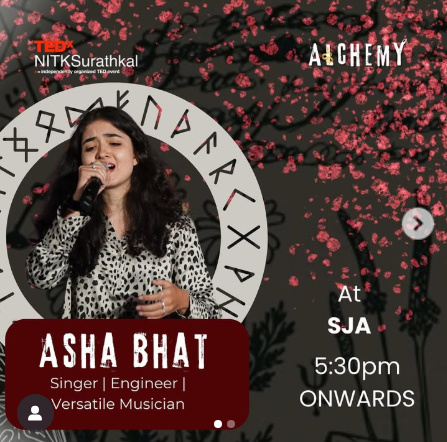 TEDx
NITKSurathkal
x = independently organized TED event
ALCHEMY
ASHA BHAT
Singer | Engineer |
Versatile Musician
At
SJA
5:30pm
ONWARDS